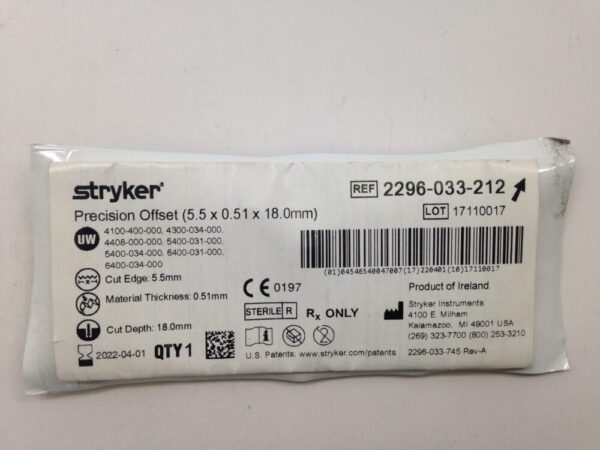 stryker®
REF 2296-033-212
Precision Offset (5.5 x 0.51 x 18.0mm)
LOT 17110017
UW
4100-400-000, 4300-034-000,
4408-000-000, 5400-031-000,
5400-034-000, 6400-031-000,
6400-034-000
(01)04546540047007(17)220401(10)17110017
Cut Edge: 5.5mm
Material Thickness: 0.51mm
Cut Depth: 18.0mm
2022-04-01 QTY 1
CE 0197
STERILE R
Rx ONLY
U.S. Patents: www.stryker.com/patents
Product of Ireland
Stryker Instruments
4100 E. Milham
Kalamazoo, MI 49001 USA
(269) 323-7700 (800) 253-3210
2296-033-745 Rev-A